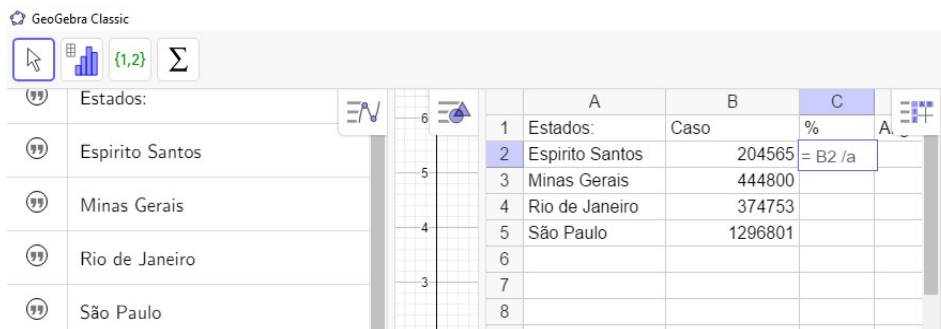 GeoGebra Classic
{1,2} Σ
Estados:
Espirito Santos
Minas Gerais
Rio de Janeiro
São Paulo
6
5
4
3
A B C
1 Estados: Caso %
2 Espirito Santos 204565 = B2 /a
3 Minas Gerais 444800
4 Rio de Janeiro 374753
5 São Paulo 1296801
6
7
8